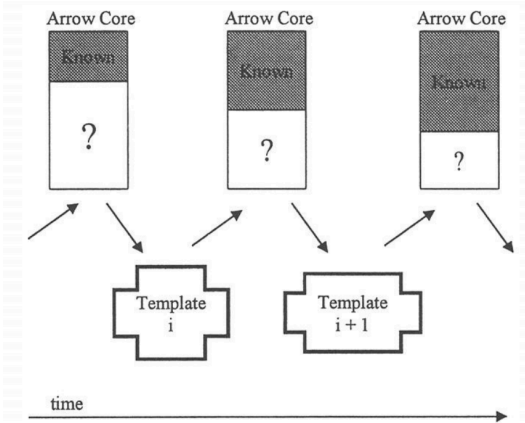 Arrow Core Arrow Core Arrow Core
Known Known Known
? ? ?
Template Template
i i + 1
time